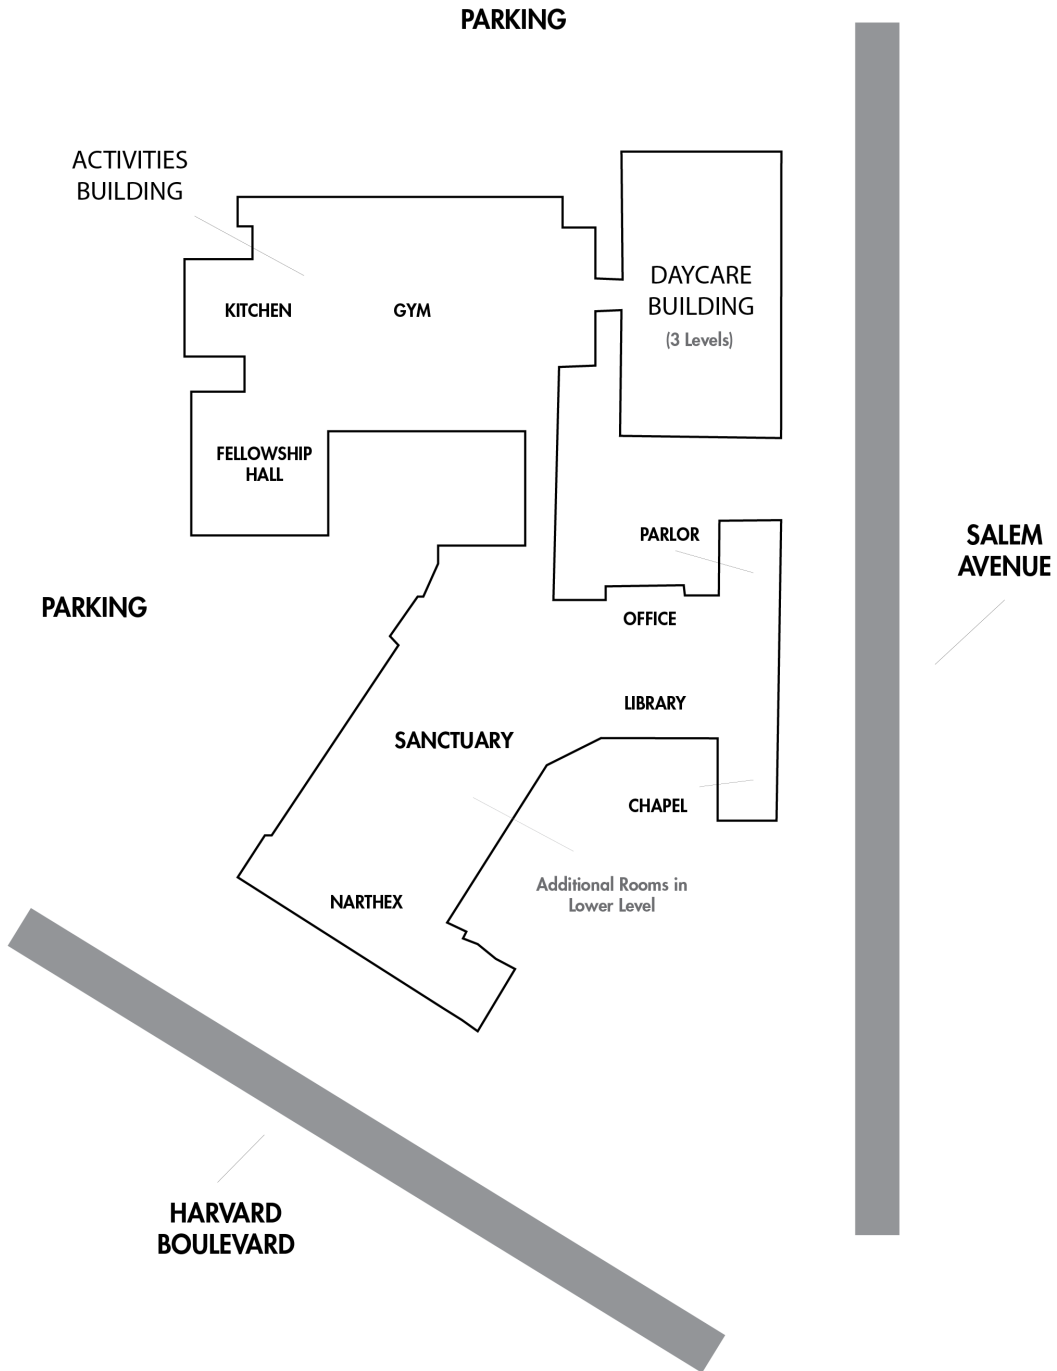 PARKING
ACTIVITIES
BUILDING
DAYCARE
BUILDING
(3 Levels)
KITCHEN
GYM
FELLOWSHIP
HALL
PARLOR
SALEM
AVENUE
PARKING
OFFICE
LIBRARY
SANCTUARY
CHAPEL
Additional Rooms in
Lower Level
NARTHEX
HARVARD
BOULEVARD